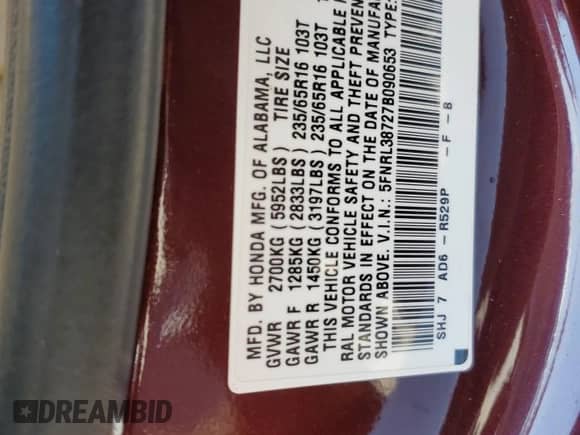 MFD. BY HONDA MFG. OF ALABAMA, LLC
GVWR 2700KG (5952LBS) TIRE SIZE
GAWR F 1285KG (2833LBS) 235/65R16 103T
GAWR R 1450KG (3197LBS) 235/65R16 103T
THIS VEHICLE CONFORMS TO ALL APPLICABLE
RAL MOTOR VEHICLE SAFETY AND THEFT PREVEN
STANDARDS IN EFFECT ON THE DATE OF MANUFA
SHOWN ABOVE. V.I.N.: 5FNRL38727B090653 TYPE:
SHJ 7 AD6 - R529P - F - B
DREAMBID